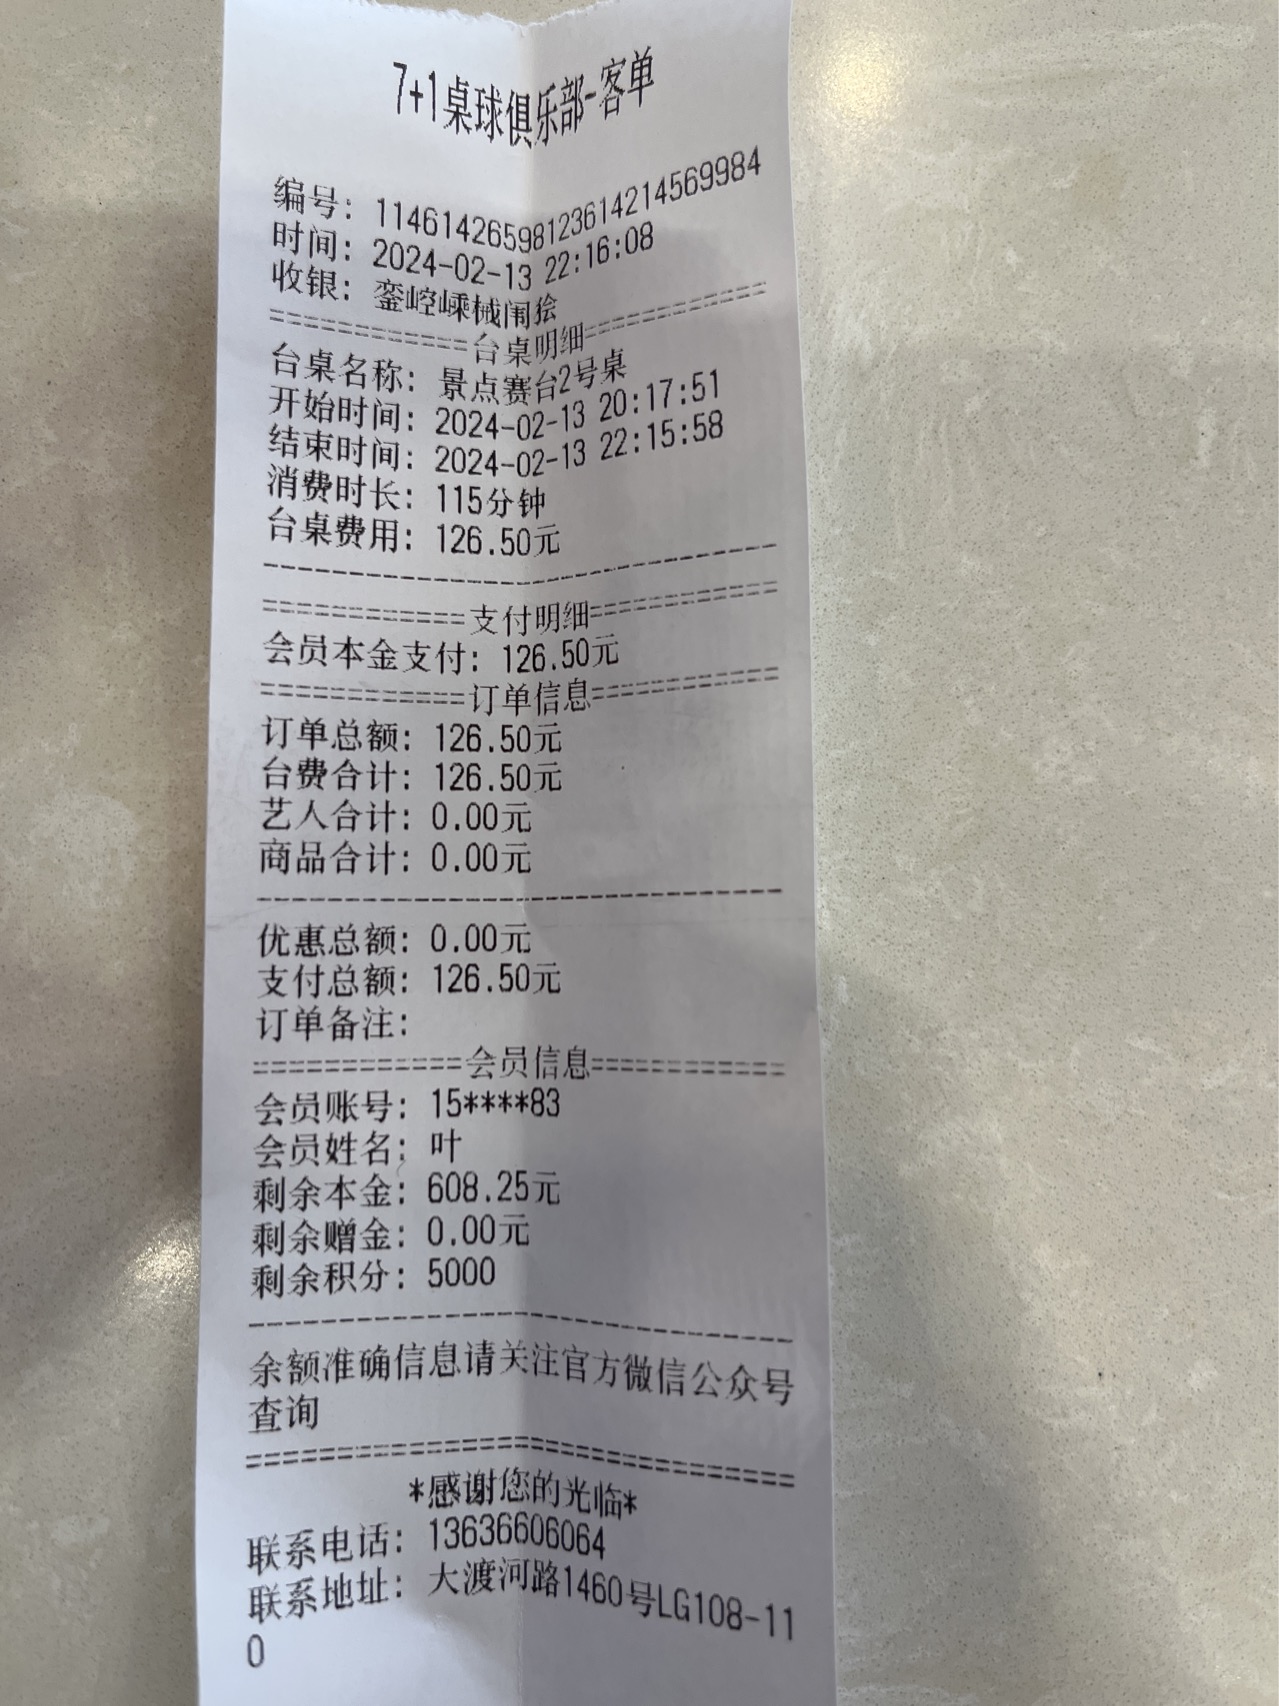 7+1桌球俱乐部-客单
编号: 1146142659812361421456​9984
时间: 2024-02-13 22:16:08
收银: 銮崆嵊械闱狯
===========台桌明细===========
台桌名称: 景点赛台2号桌
开始时间: 2024-02-13 20:17:51
结束时间: 2024-02-13 22:15:58
消费时长: 115分钟
台桌费用: 126.50元
--------------------------------
===========支付明细===========
会员本金支付: 126.50元
===========订单信息===========
订单总额: 126.50元
台费合计: 126.50元
艺人合计: 0.00元
商品合计: 0.00元
--------------------------------
优惠总额: 0.00元
支付总额: 126.50元
订单备注:
===========会员信息===========
会员账号: 15****83
会员姓名: 叶
剩余本金: 608.25元
剩余赠金: 0.00元
剩余积分: 5000
--------------------------------
余额准确信息请关注官方微信公众号
查询
================================
*感谢您的光临*
联系电话: 13636606064
联系地址: 大渡河路1460号LG108-11
0